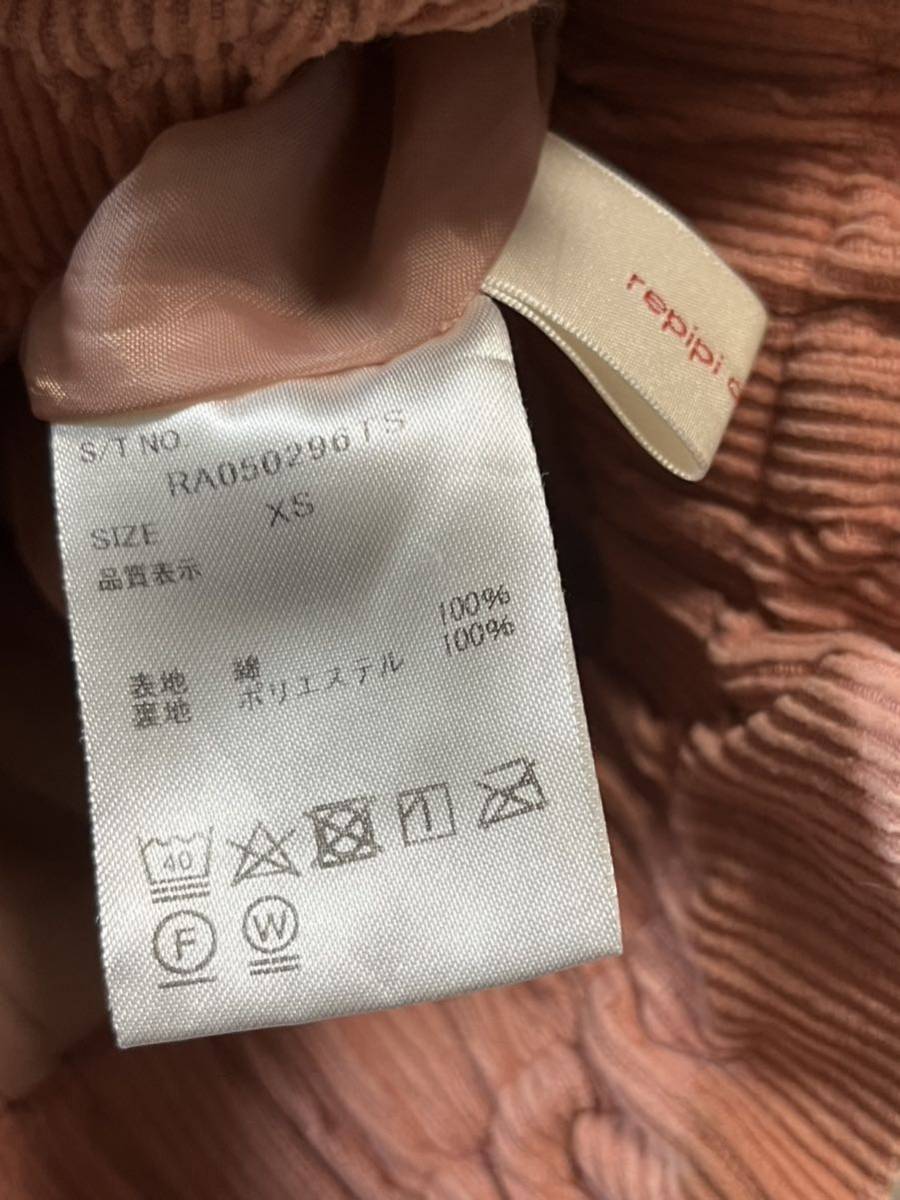 repipi
S/T NO.
RA050296TS
SIZE XS
品質表示
表地 綿 100%
裏地 ポリエステル 100%
40
F W